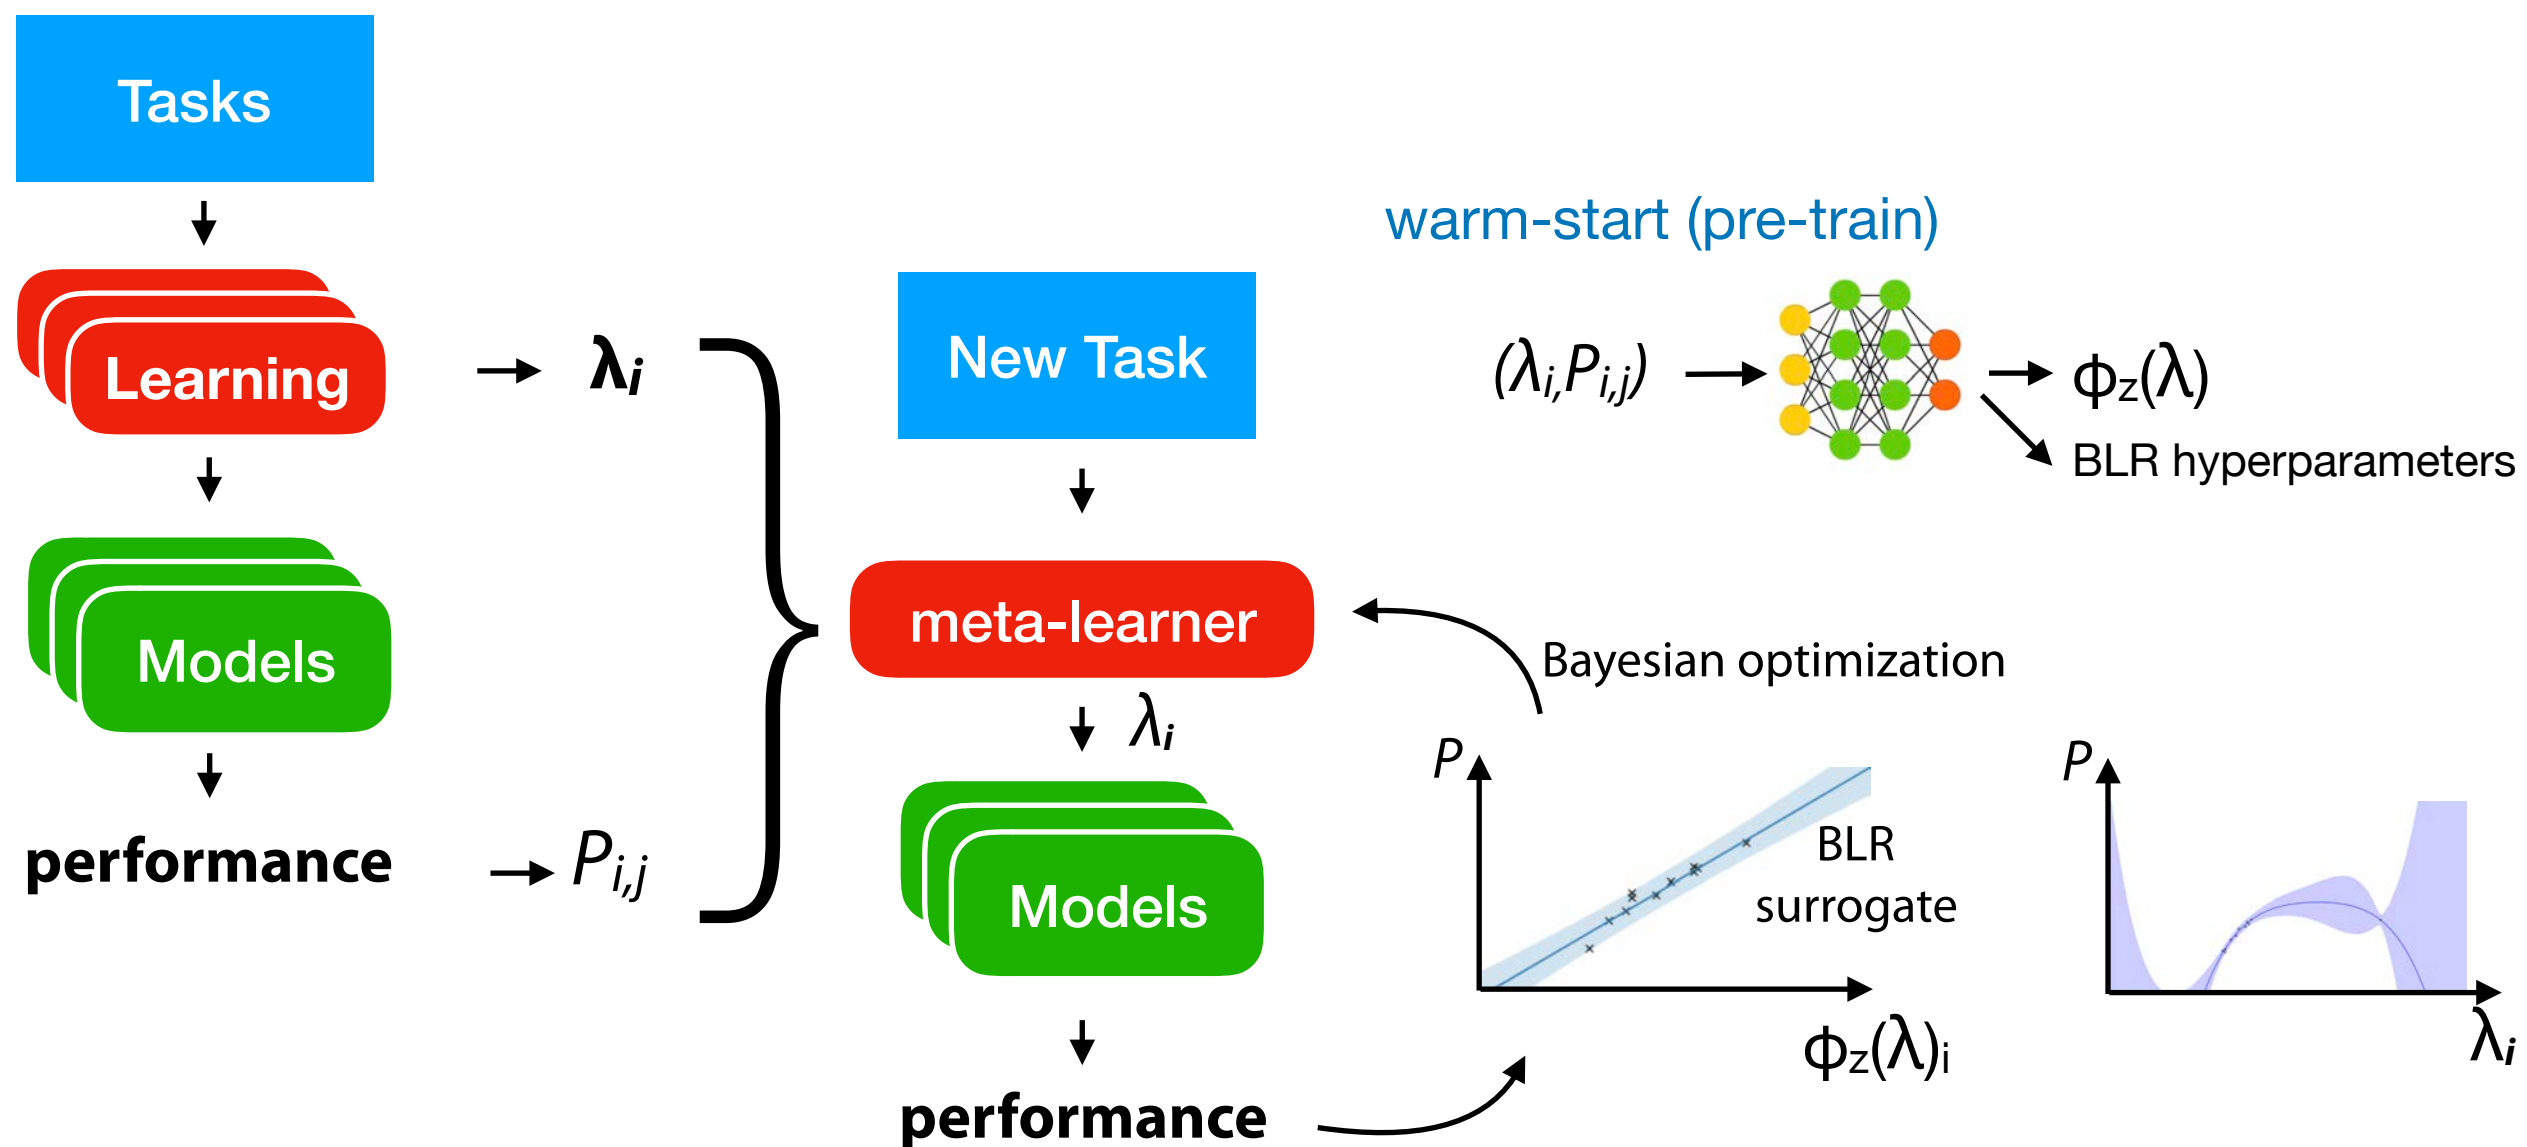 Tasks
Learning
λi
Models
performance
Pi,j
New Task
meta-learner
λi
Models
performance
warm-start (pre-train)
(λi,Pi,j)
ϕz(λ)
BLR hyperparameters
Bayesian optimization
P
BLR
surrogate
ϕz(λ)i
P
λi